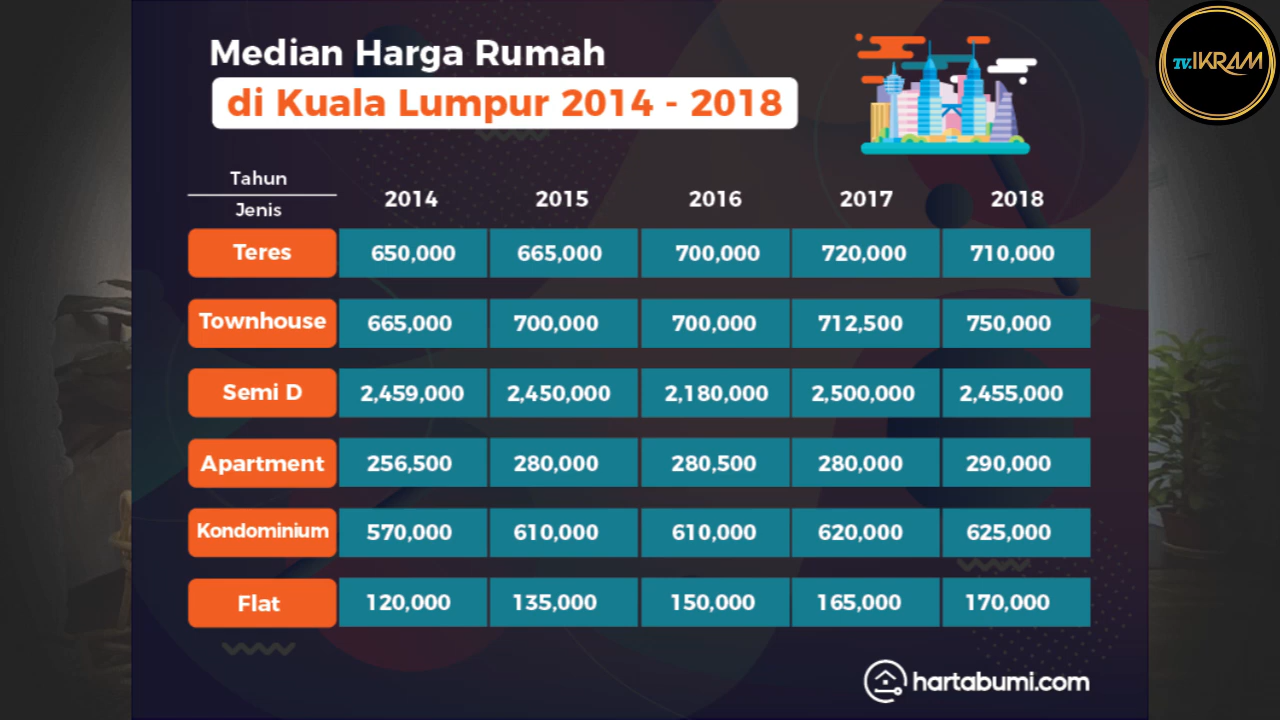 TV.IKRAM
Median Harga Rumah
di Kuala Lumpur 2014 - 2018
Tahun
Jenis
2014 2015 2016 2017 2018
Teres 650,000 665,000 700,000 720,000 710,000
Townhouse 665,000 700,000 700,000 712,500 750,000
Semi D 2,459,000 2,450,000 2,180,000 2,500,000 2,455,000
Apartment 256,500 280,000 280,500 280,000 290,000
Kondominium 570,000 610,000 610,000 620,000 625,000
Flat 120,000 135,000 150,000 165,000 170,000
hartabumi.com